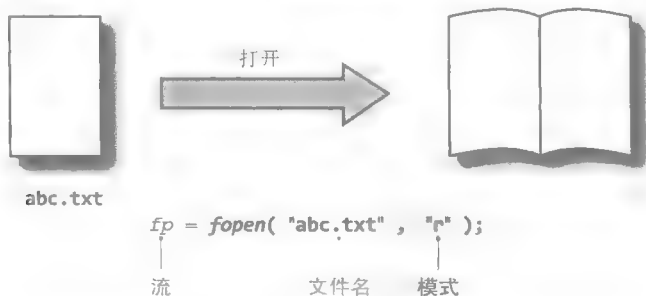 打开
abc.txt
fp = fopen( "abc.txt" , "r" );
流 文件名 模式